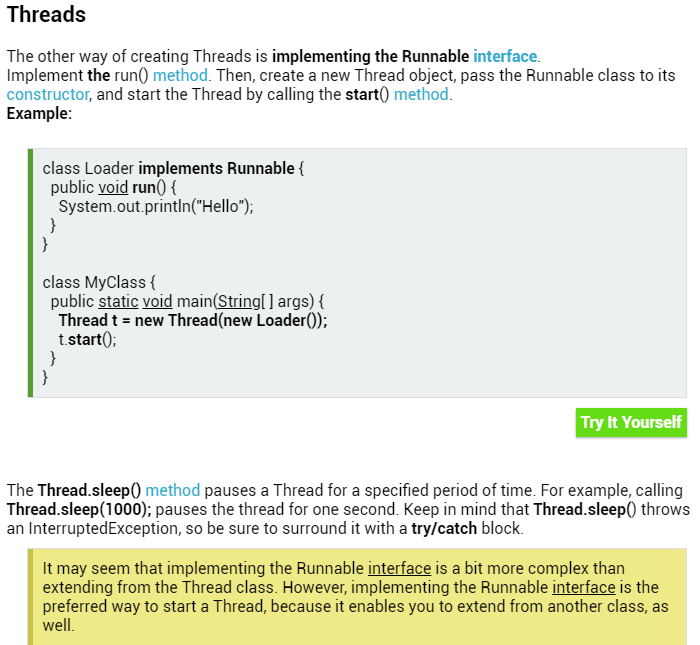 Threads
The other way of creating Threads is implementing the Runnable interface.
Implement the run() method. Then, create a new Thread object, pass the Runnable class to its
constructor, and start the Thread by calling the start() method.
Example:
class Loader implements Runnable {
public void run() {
System.out.println("Hello");
}
}
class MyClass {
public static void main(String[ ] args) {
Thread t = new Thread(new Loader());
t.start();
}
}
Try It Yourself
The Thread.sleep() method pauses a Thread for a specified period of time. For example, calling
Thread.sleep(1000); pauses the thread for one second. Keep in mind that Thread.sleep() throws
an InterruptedException, so be sure to surround it with a try/catch block.
It may seem that implementing the Runnable interface is a bit more complex than
extending from the Thread class. However, implementing the Runnable interface is the
preferred way to start a Thread, because it enables you to extend from another class, as
well.